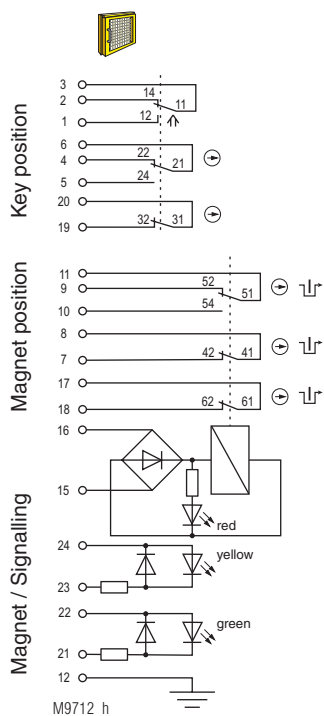 Key position
3
2 14
11
1 12
6
4 22
21
5 24
20
19 32 31
Magnet position
11
9 52
51
10 54
8
7 42 41
17
18 62 61
Magnet / Signalling
16
15
red
24
yellow
23
22
green
21
12
M9712_h